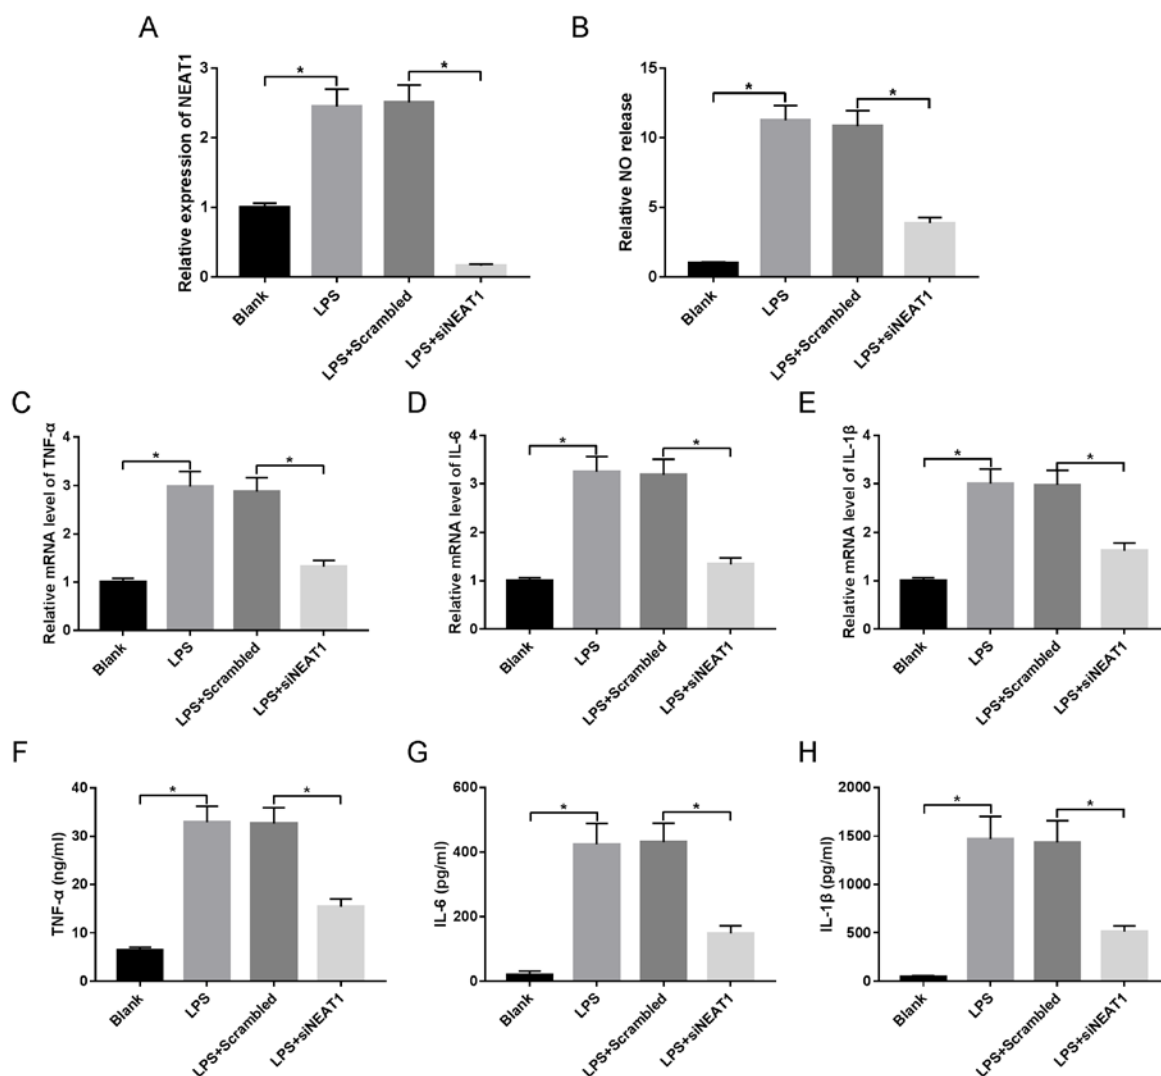 A
Relative expression of NEAT1
3
2
1
0
*
*
Blank
LPS
LPS+Scrambled
LPS+siNEAT1
B
Relative NO release
15
10
5
0
*
*
Blank
LPS
LPS+Scrambled
LPS+siNEAT1
C
Relative mRNA level of TNF-α
4
3
2
1
0
*
*
Blank
LPS
LPS+Scrambled
LPS+siNEAT1
D
Relative mRNA level of IL-6
4
3
2
1
0
*
*
Blank
LPS
LPS+Scrambled
LPS+siNEAT1
E
Relative mRNA level of IL-1β
4
3
2
1
0
*
*
Blank
LPS
LPS+Scrambled
LPS+siNEAT1
F
TNF-α (ng/ml)
40
30
20
10
0
*
*
Blank
LPS
LPS+Scrambled
LPS+siNEAT1
G
IL-6 (pg/ml)
600
400
200
0
*
*
Blank
LPS
LPS+Scrambled
LPS+siNEAT1
H
IL-1β (pg/ml)
2000
1500
1000
500
0
*
*
Blank
LPS
LPS+Scrambled
LPS+siNEAT1